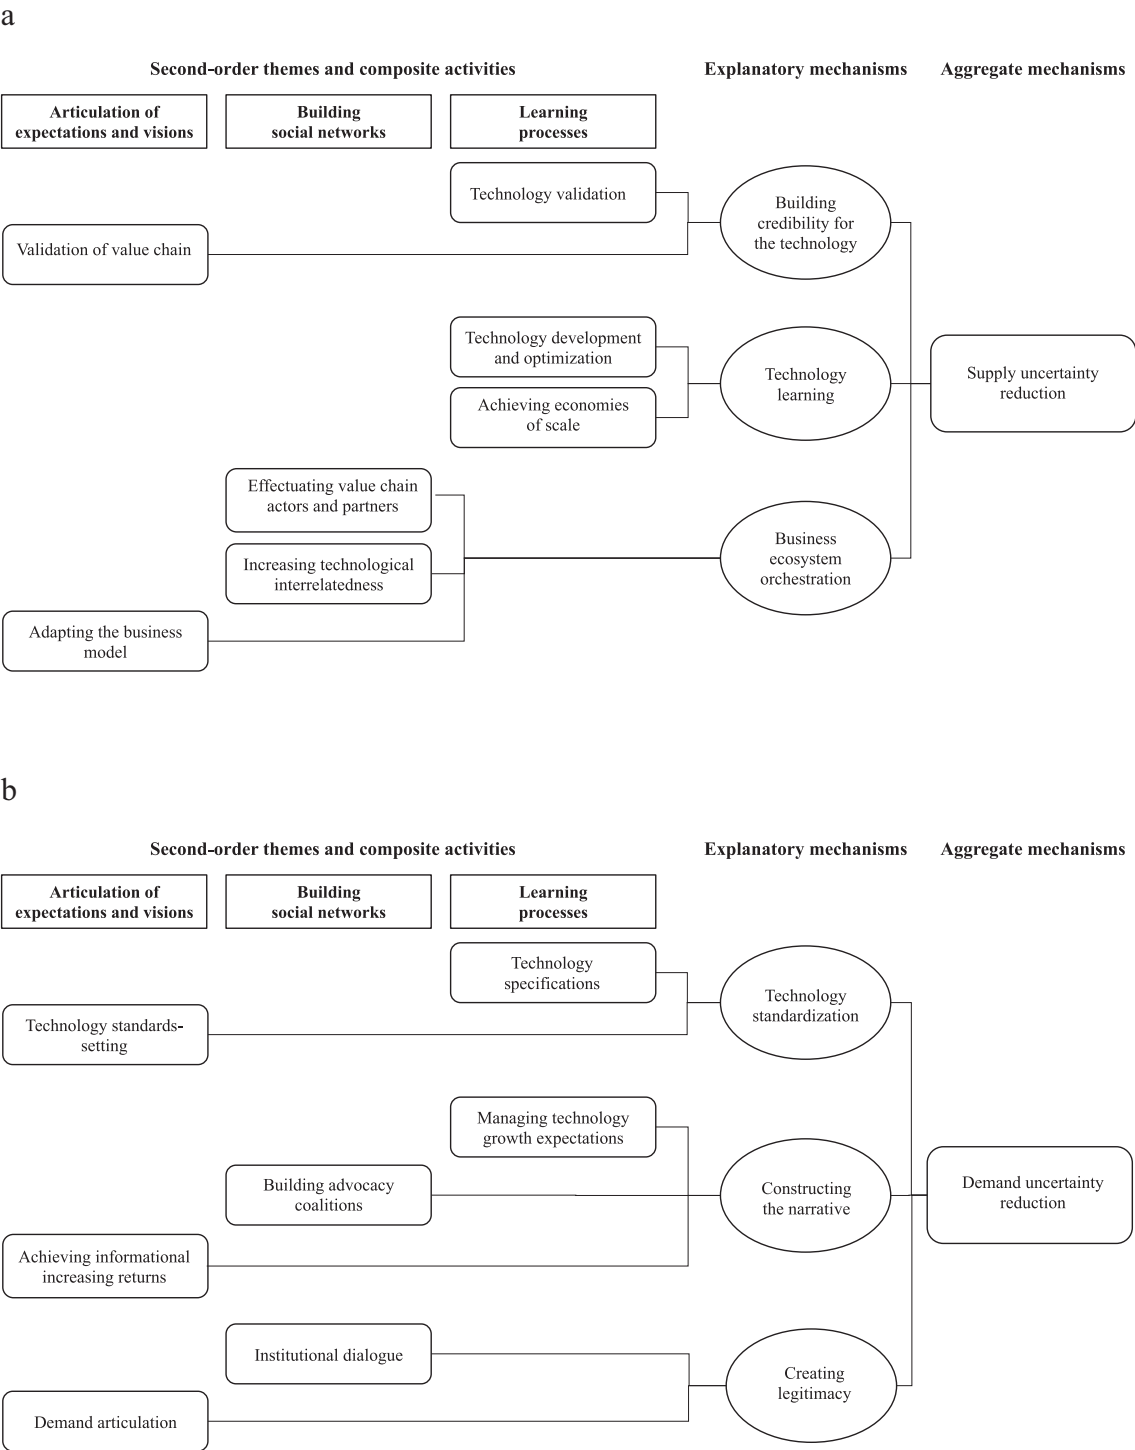 a
Second-order themes and composite activities
Explanatory mechanisms
Aggregate mechanisms
Articulation of
expectations and visions
Building
social networks
Learning
processes
Technology validation
Validation of value chain
Building
credibility for
the technology
Technology development
and optimization
Achieving economies
of scale
Technology
learning
Supply uncertainty
reduction
Effectuating value chain
actors and partners
Increasing technological
interrelatedness
Adapting the business
model
Business
ecosystem
orchestration
b
Second-order themes and composite activities
Explanatory mechanisms
Aggregate mechanisms
Articulation of
expectations and visions
Building
social networks
Learning
processes
Technology
specifications
Technology standards-
setting
Technology
standardization
Managing technology
growth expectations
Building advocacy
coalitions
Achieving informational
increasing returns
Constructing
the narrative
Demand uncertainty
reduction
Institutional dialogue
Demand articulation
Creating
legitimacy